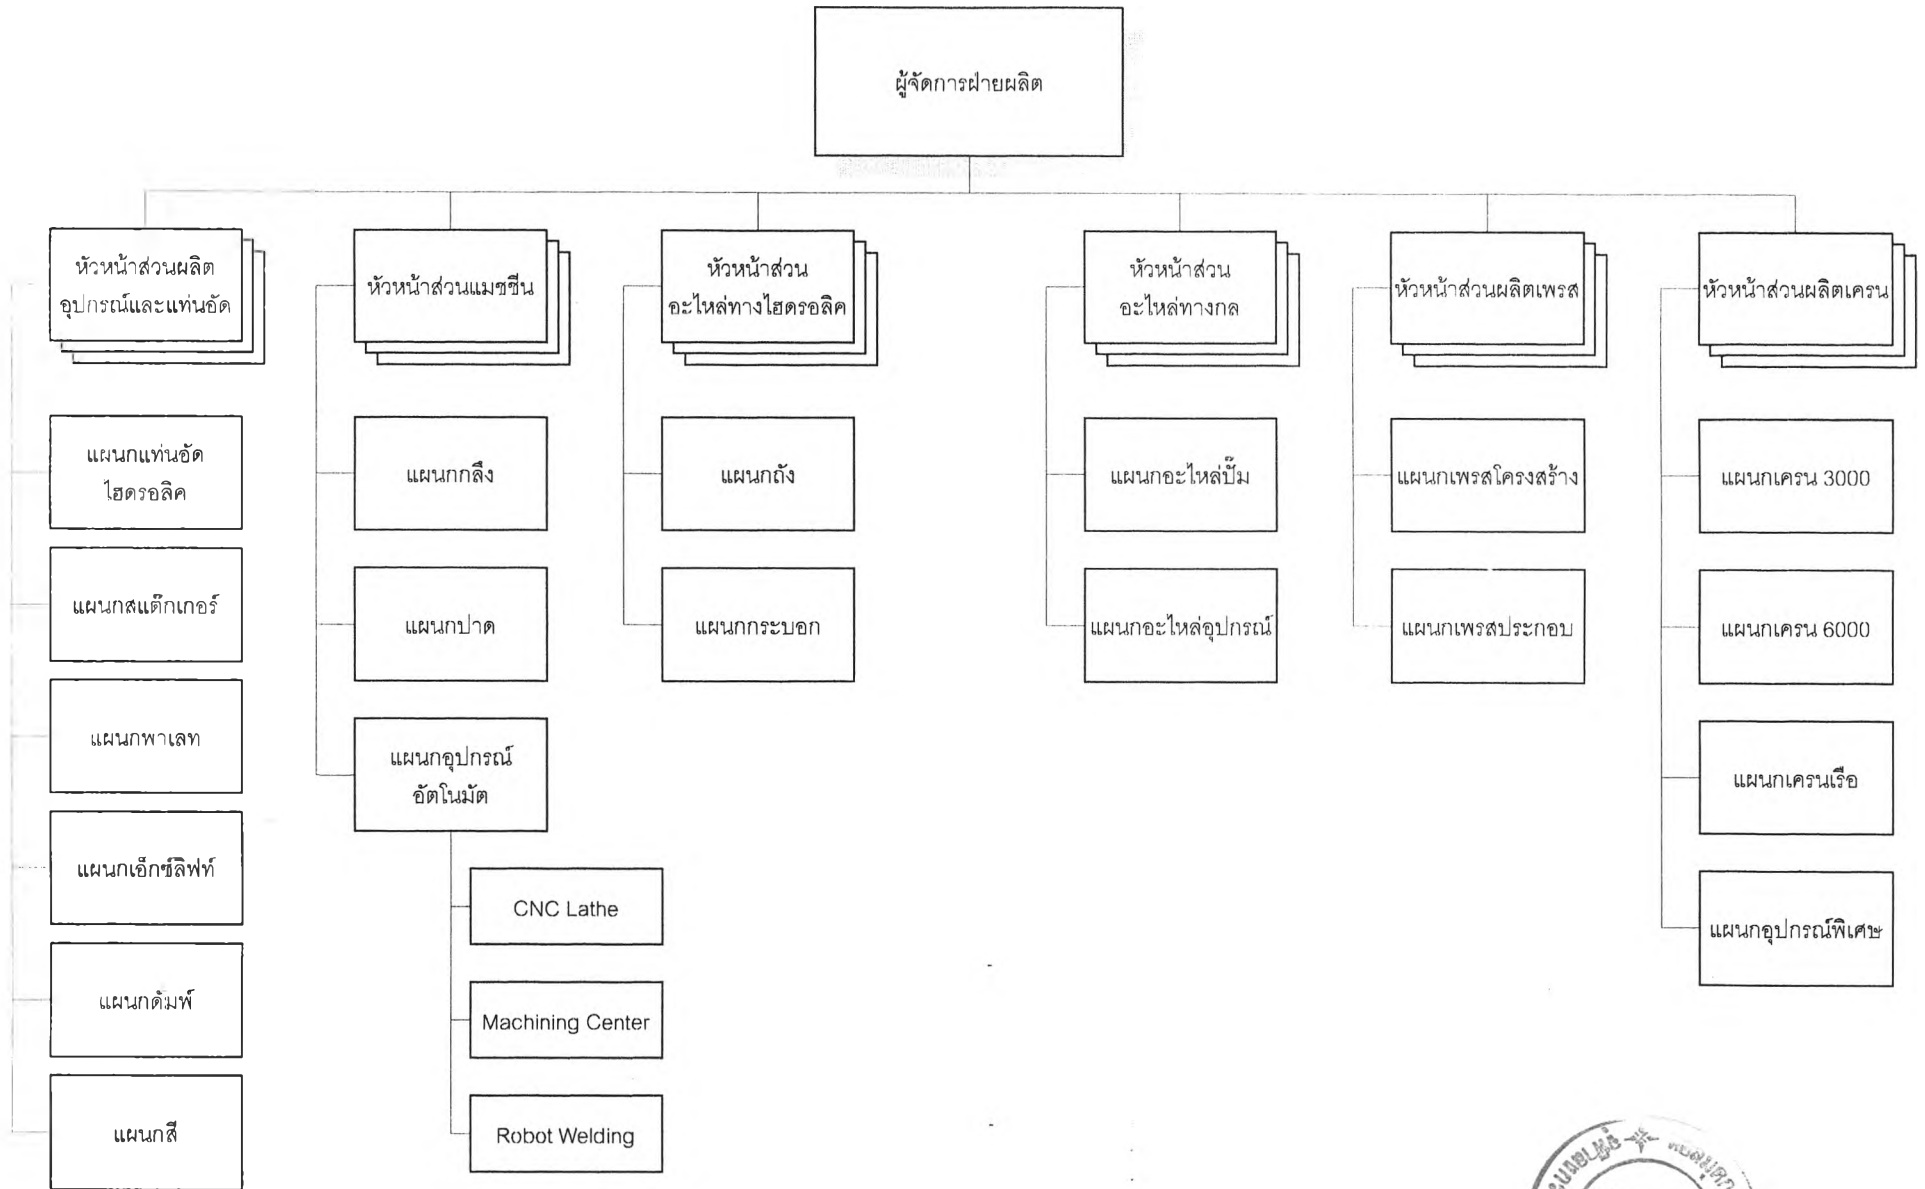 ผู้จัดการฝ่ายผลิต
หัวหน้าส่วนผลิต
อุปกรณ์และแท่นอัด
แผนกแท่นอัด
ไฮดรอลิค
แผนกสแต๊กเกอร์
แผนกพาเลท
แผนกเอ็กซ์ลิฟท์
แผนกดั๊มพ์
แผนกสี
หัวหน้าส่วนแมชชีน
แผนกกลึง
แผนกปาด
แผนกอุปกรณ์
อัตโนมัต
CNC Lathe
Machining Center
Robot Welding
หัวหน้าส่วน
อะไหล่ทางไฮดรอลิค
แผนกถัง
แผนกกระบอก
หัวหน้าส่วน
อะไหล่ทางกล
แผนกอะไหล่ปั๊ม
แผนกอะไหล่อุปกรณ์
หัวหน้าส่วนผลิตเพรส
แผนกเพรสโครงสร้าง
แผนกเพรสประกอบ
หัวหน้าส่วนผลิตเครน
แผนกเครน 3000
แผนกเครน 6000
แผนกเครนเรือ
แผนกอุปกรณ์พิเศษ